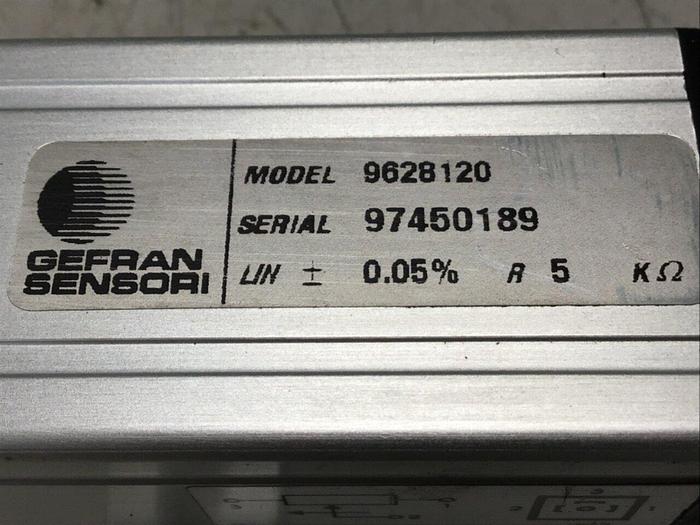 GEFRAN
SENSORI
MODEL 9628120
SERIAL 97450189
LIN ± 0.05% R 5 KΩ